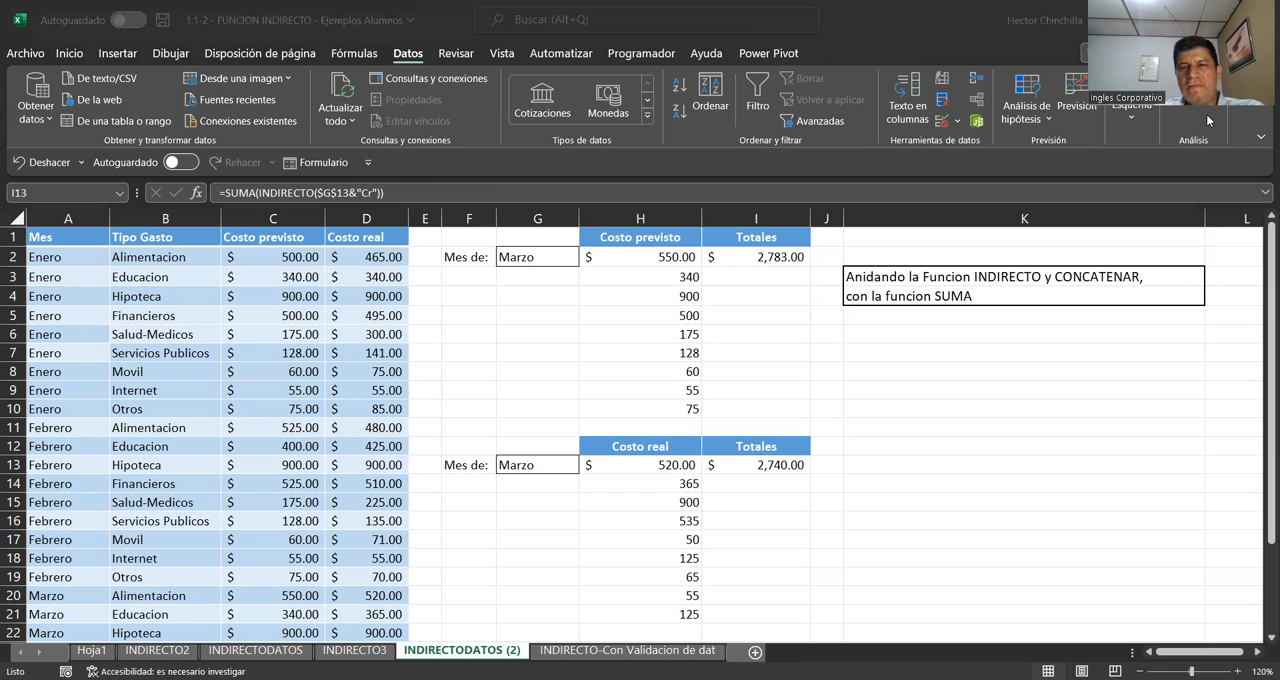 Autoguardado 1.1-2 - FUNCION INDIRECTO - Ejemplos Alumnos Buscar (Alt+Q) Hector Chinchilla
Archivo Inicio Insertar Dibujar Disposición de página Fórmulas Datos Revisar Vista Automatizar Programador Ayuda Power Pivot
Obtener datos
De texto/CSV
De la web
De una tabla o rango
Desde una imagen
Fuentes recientes
Conexiones existentes
Obtener y transformar datos
Actualizar todo
Consultas y conexiones
Propiedades
Editar vínculos
Consultas y conexiones
Cotizaciones Monedas
Tipos de datos
Ordenar
Filtro
Borrar
Volver a aplicar
Avanzadas
Ordenar y filtrar
Texto en columnas
Herramientas de datos
Análisis de hipótesis
Previsión
Previsión
Análisis
Ingles Corporativo
Deshacer Autoguardado Rehacer Formulario
I13 fx =SUMA(INDIRECTO($G$13&"Cr"))
A B C D E F G H I J K L
1 Mes Tipo Gasto Costo previsto Costo real Costo previsto Totales
2 Enero Alimentacion $ 500.00 $ 465.00 Mes de: Marzo $ 550.00 $ 2,783.00
3 Enero Educacion $ 340.00 $ 340.00 340 Anidando la Funcion INDIRECTO y CONCATENAR,
4 Enero Hipoteca $ 900.00 $ 900.00 900 con la funcion SUMA
5 Enero Financieros $ 500.00 $ 495.00 500
6 Enero Salud-Medicos $ 175.00 $ 300.00 175
7 Enero Servicios Publicos $ 128.00 $ 141.00 128
8 Enero Movil $ 60.00 $ 75.00 60
9 Enero Internet $ 55.00 $ 55.00 55
10 Enero Otros $ 75.00 $ 85.00 75
11 Febrero Alimentacion $ 525.00 $ 480.00
12 Febrero Educacion $ 400.00 $ 425.00 Costo real Totales
13 Febrero Hipoteca $ 900.00 $ 900.00 Mes de: Marzo $ 520.00 $ 2,740.00
14 Febrero Financieros $ 525.00 $ 510.00 365
15 Febrero Salud-Medicos $ 175.00 $ 225.00 900
16 Febrero Servicios Publicos $ 128.00 $ 135.00 535
17 Febrero Movil $ 60.00 $ 71.00 50
18 Febrero Internet $ 55.00 $ 55.00 125
19 Febrero Otros $ 75.00 $ 70.00 65
20 Marzo Alimentacion $ 550.00 $ 520.00 55
21 Marzo Educacion $ 340.00 $ 365.00 125
22 Marzo Hipoteca $ 900.00 $ 900.00
Hoja1 INDIRECTO2 INDIRECTODATOS INDIRECTO3 INDIRECTODATOS (2) INDIRECTO-Con Validacion de dat
Listo Accesibilidad: es necesario investigar 120%